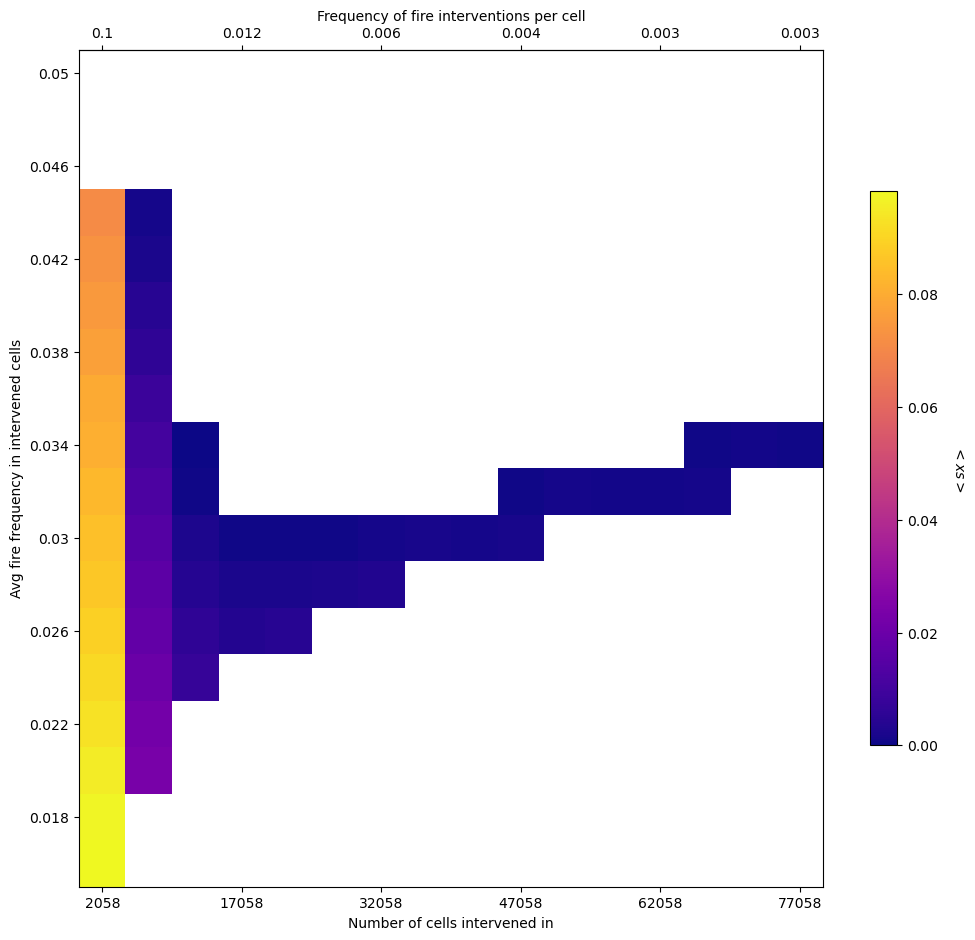 Frequency of fire interventions per cell
0.1 0.012 0.006 0.004 0.003 0.003
Avg fire frequency in intervened cells
0.05
0.046
0.042
0.038
0.034
0.03
0.026
0.022
0.018
2058 17058 32058 47058 62058 77058
Number of cells intervened in
0.08
0.06
0.04
0.02
0.00
< sx >